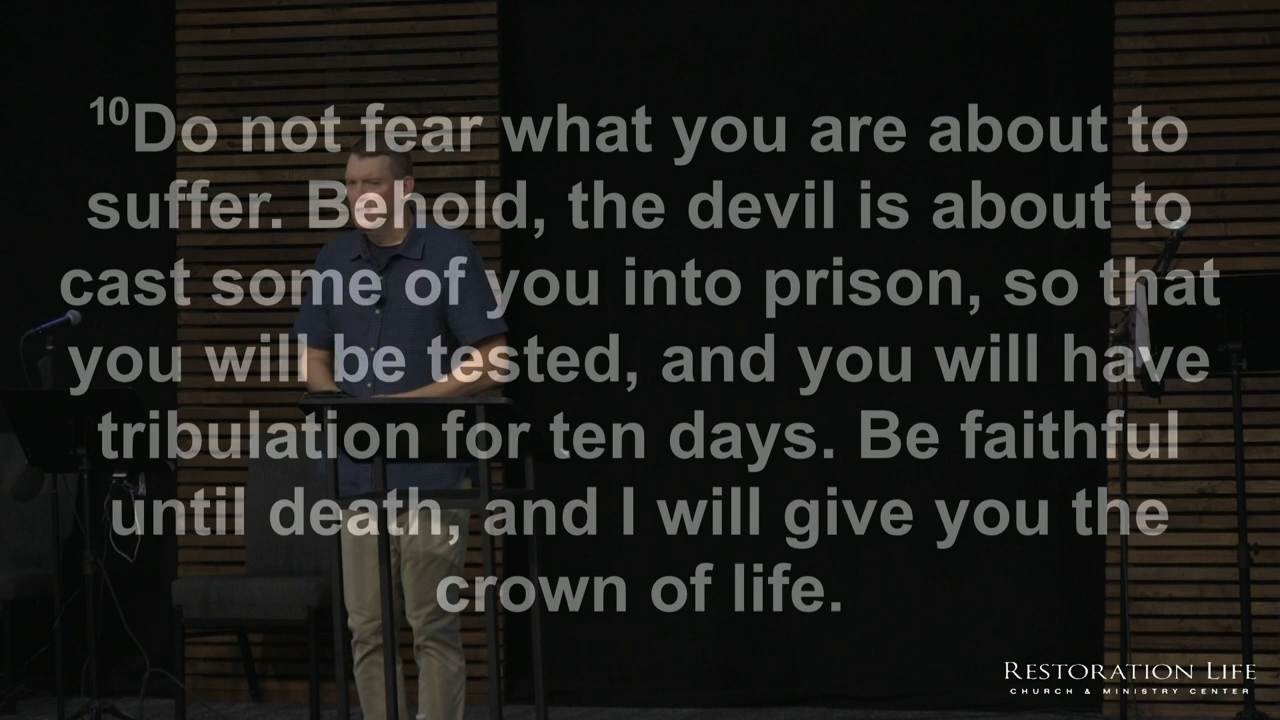 ¹⁰Do not fear what you are about to
suffer. Behold, the devil is about to
cast some of you into prison, so that
you will be tested, and you will have
tribulation for ten days. Be faithful
until death, and I will give you the
crown of life.
RESTORATION LIFE
CHURCH & MINISTRY CENTER